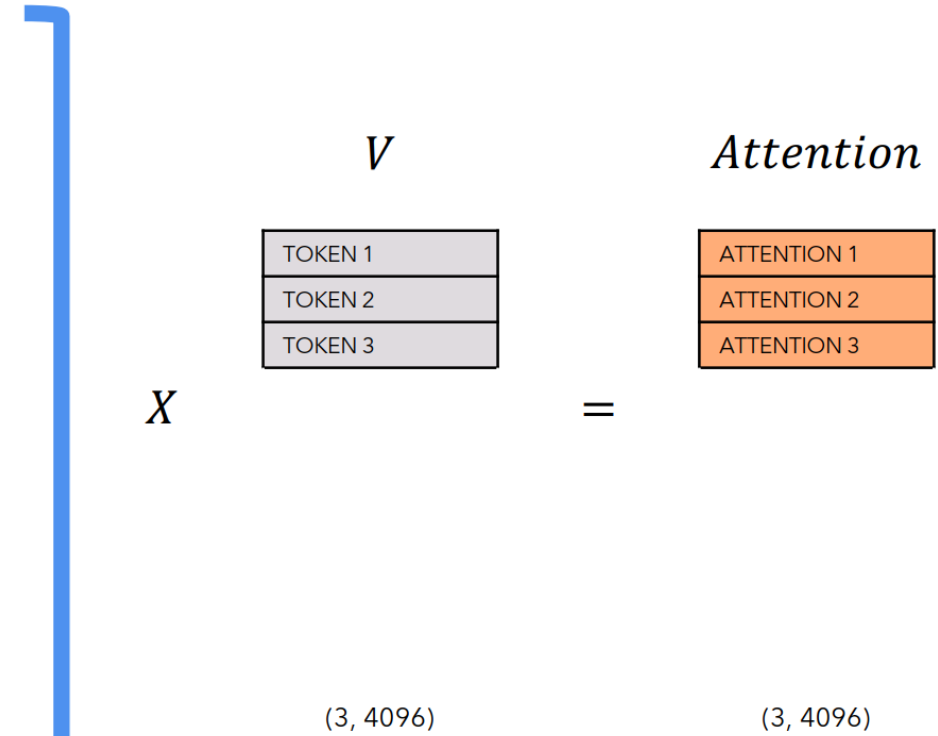 V
Attention
TOKEN 1
ATTENTION 1
TOKEN 2
ATTENTION 2
TOKEN 3
ATTENTION 3
X
=
(3, 4096)
(3, 4096)